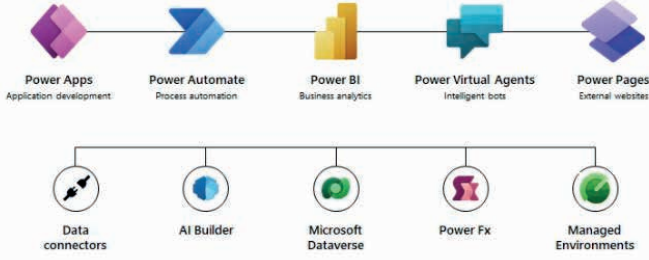 Power Apps
Application development
Power Automate
Process automation
Power BI
Business analytics
Power Virtual Agents
Intelligent bots
Power Pages
External websites
Data
connectors
AI Builder
Microsoft
Dataverse
Power Fx
Managed
Environments